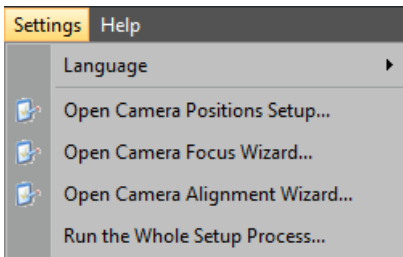 Settings Help
Language
Open Camera Positions Setup...
Open Camera Focus Wizard...
Open Camera Alignment Wizard...
Run the Whole Setup Process...